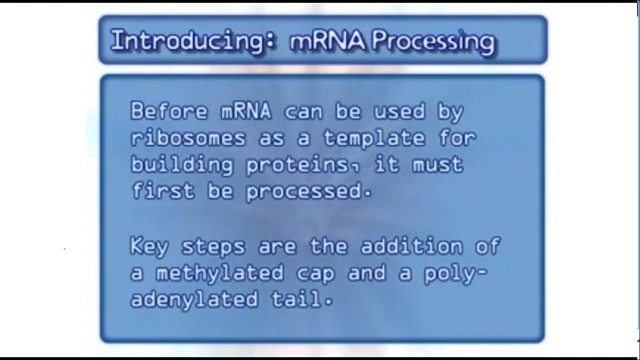 Introducing: mRNA Processing
Before mRNA can be used by
ribosomes as a template for
building proteins, it must
first be processed.
Key steps are the addition of
a methylated cap and a poly-
adenylated tail.